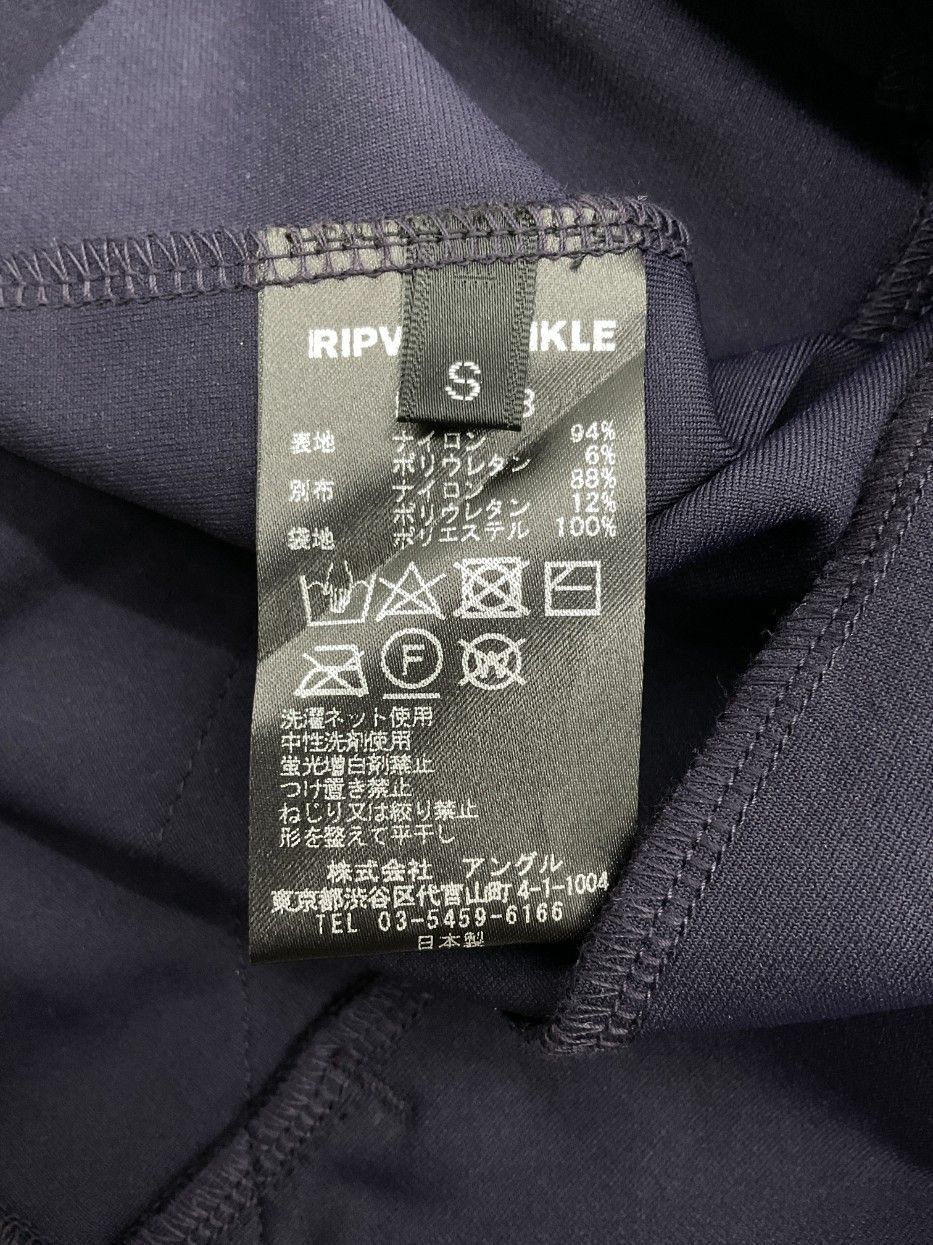 RIPV IKLE
S
表地 ナイロン 94%
ポリウレタン 6%
別布 ナイロン 88%
ポリウレタン 12%
袋地 ポリエステル 100%
F
W
洗濯ネット使用
中性洗剤使用
蛍光増白剤禁止
つけ置き禁止
ねじり又は絞り禁止
形を整えて平干し
株式会社 アングル
東京都渋谷区代官山町4-1-1004
TEL 03-5459-6166
日本製